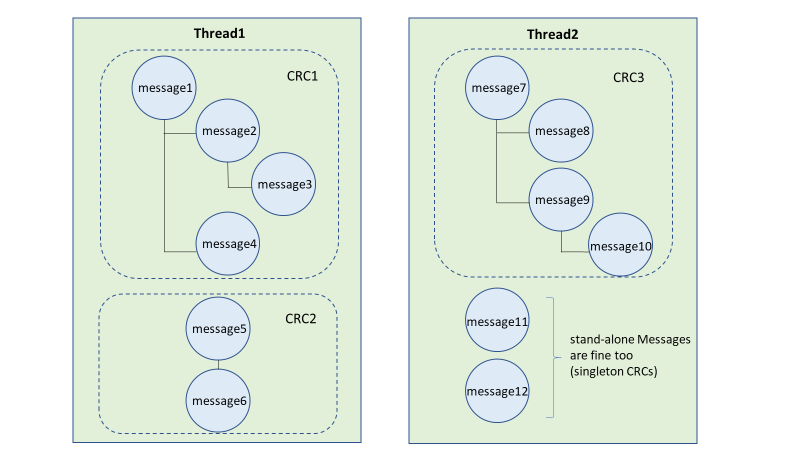 Thread1
CRC1
message1
message2
message3
message4
CRC2
message5
message6
Thread2
CRC3
message7
message8
message9
message10
message11
message12
stand-alone Messages
are fine too
(singleton CRCs)